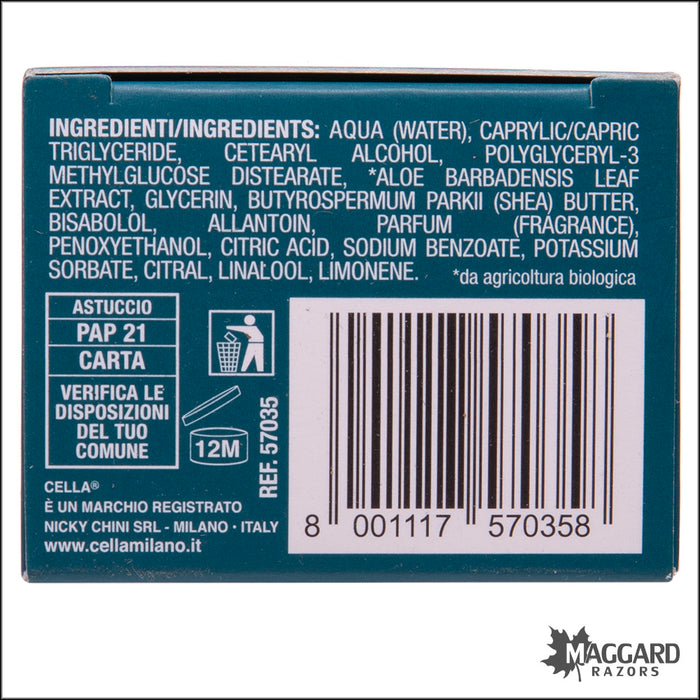 INGREDIENTI/INGREDIENTS: AQUA (WATER), CAPRYLIC/CAPRIC
TRIGLYCERIDE, CETEARYL ALCOHOL, POLYGLYCERYL-3
METHYLGLUCOSE DISTEARATE, *ALOE BARBADENSIS LEAF
EXTRACT, GLYCERIN, BUTYROSPERMUM PARKII (SHEA) BUTTER,
BISABOLOL, ALLANTOIN, PARFUM (FRAGRANCE),
PENOXYETHANOL, CITRIC ACID, SODIUM BENZOATE, POTASSIUM
SORBATE, CITRAL, LINALOOL, LIMONENE. *da agricoltura biologica
ASTUCCIO
PAP 21
CARTA
VERIFICA LE
DISPOSIZIONI
DEL TUO
COMUNE
12M
REF. 57035
CELLA®
È UN MARCHIO REGISTRATO
NICKY CHINI SRL - MILANO • ITALY
www.cellamilano.it
8 001117 570358
MAGGARD
RAZORS